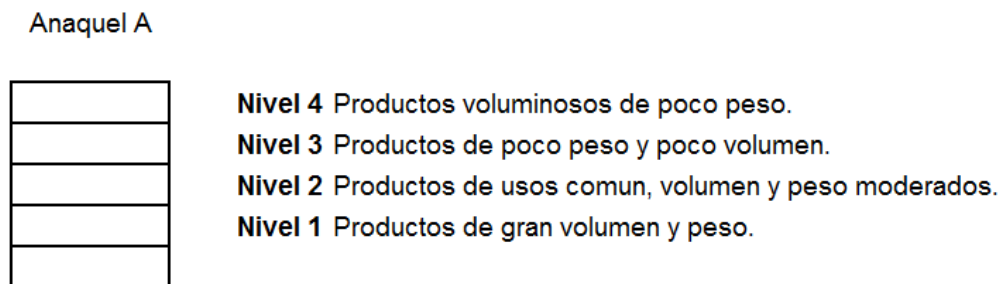 Anaquel A
Nivel 4 Productos voluminosos de poco peso.
Nivel 3 Productos de poco peso y poco volumen.
Nivel 2 Productos de usos comun, volumen y peso moderados.
Nivel 1 Productos de gran volumen y peso.